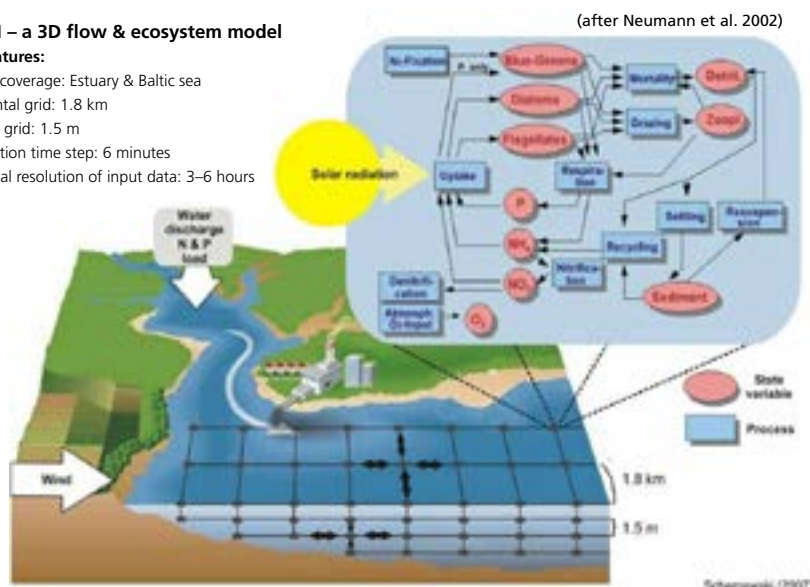 – a 3D flow & ecosystem model
(after Neumann et al. 2002)
atures:
coverage: Estuary & Baltic sea
ntal grid: 1.8 km
grid: 1.5 m
tion time step: 6 minutes
al resolution of input data: 3–6 hours
N₂-Fixation
P only
Blue-Greens
Diatoms
Flagellates
Mortality
Grazing
Detrit.
Zoopl
Solar radiation
Uptake
Respira-
tion
P
NH₄
NO₃
Nitrifica-
tion
Recycling
Settling
Resuspen-
sion
Sediment
Denitrifi-
cation
Atmosph.
O₂-Input
O₂
Water
discharge
N & P
load
Wind
State
variable
Process
1.8 km
1.5 m